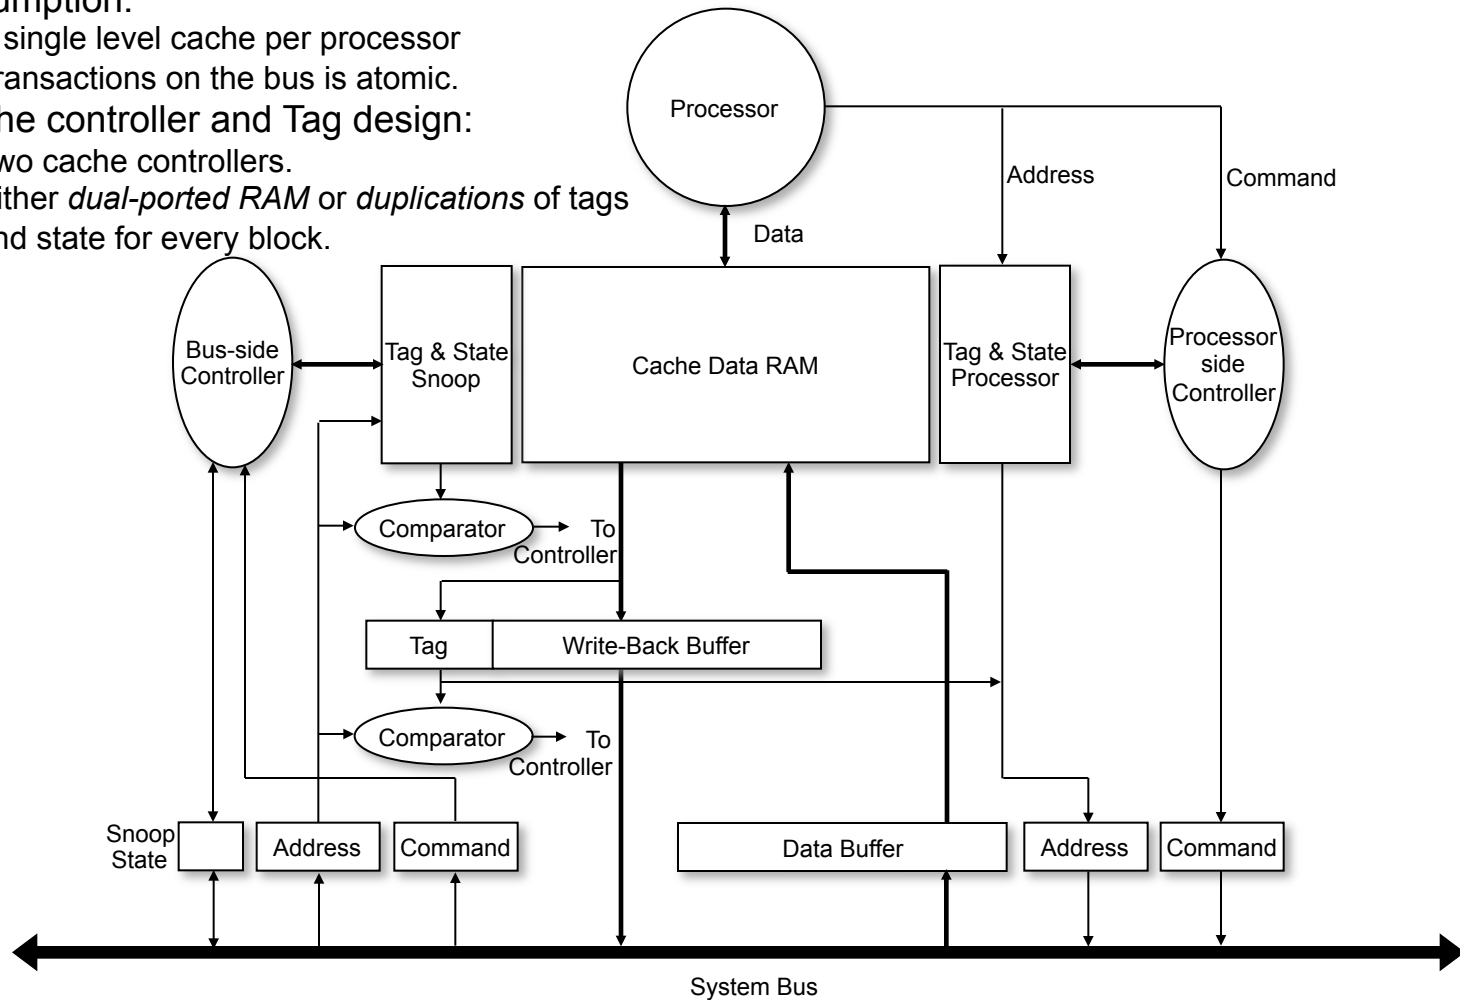 umption:
single level cache per processor
ransactions on the bus is atomic.
he controller and Tag design:
wo cache controllers.
ither dual-ported RAM or duplications of tags
nd state for every block.
Processor
Address
Command
Data
Bus-side
Controller
Tag & State
Snoop
Cache Data RAM
Tag & State
Processor
Processor
side
Controller
Comparator
To
Controller
Tag
Write-Back Buffer
Comparator
To
Controller
Snoop
State
Address
Command
Data Buffer
Address
Command
System Bus